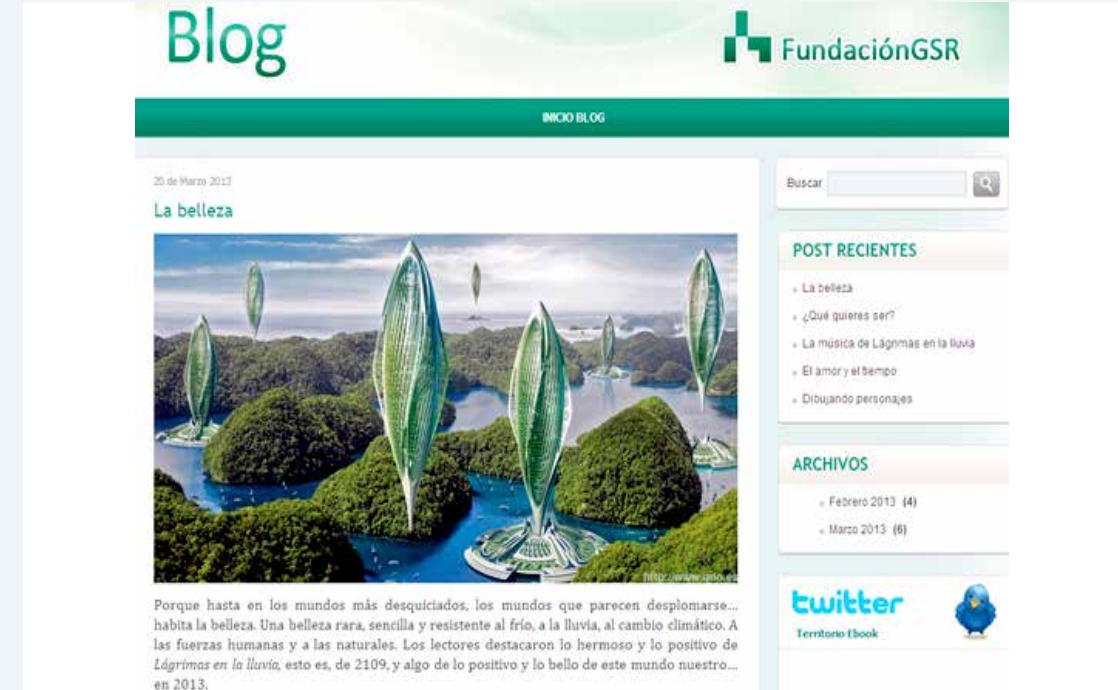 Blog
FundaciónGSR
INICIO BLOG
20 de Marzo 2013
La belleza
Porque hasta en los mundos más desquiciados, los mundos que parecen desplomarse...
habita la belleza. Una belleza rara, sencilla y resistente al frío, a la lluvia, al cambio climático. A
las fuerzas humanas y a las naturales. Los lectores destacaron lo hermoso y lo positivo de
Lágrimas en la lluvia, esto es, de 2109, y algo de lo positivo y lo bello de este mundo nuestro...
en 2013.
Buscar
POST RECIENTES
La belleza
¿Qué quieres ser?
La música de Lágrimas en la lluvia
El amor y el tiempo
Dibujando personajes
ARCHIVOS
Febrero 2013 (4)
Marzo 2013 (6)
twitter
Territorio Ebook